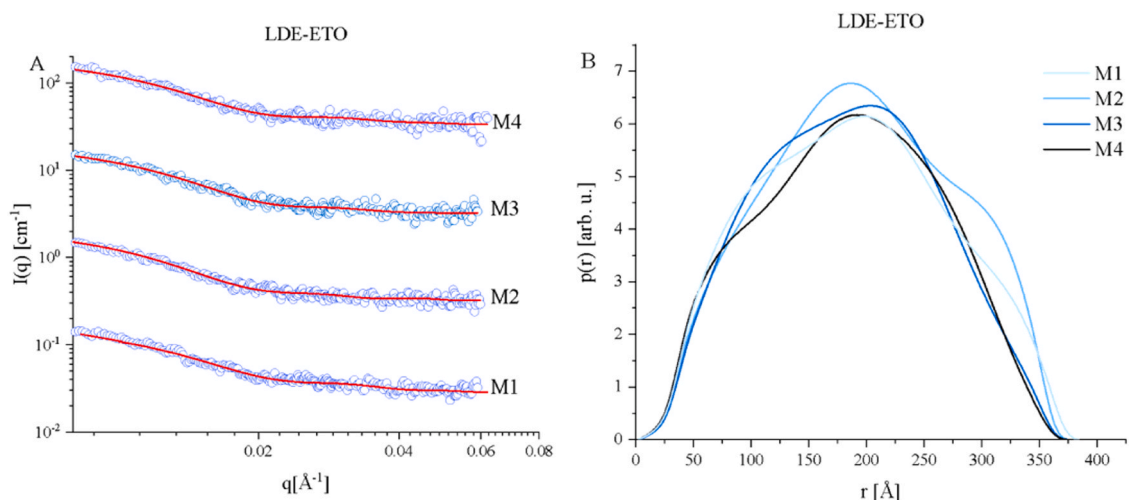 LDE-ETO
A
10²
10¹
10⁰
10⁻¹
10⁻²
I(q) [cm⁻¹]
M4
M3
M2
M1
0.02
0.04
0.06
0.08
q[Å⁻¹]
LDE-ETO
B
7
6
5
4
3
2
1
0
p(r) [arb. u.]
M1
M2
M3
M4
0
50
100
150
200
250
300
350
400
r [Å]